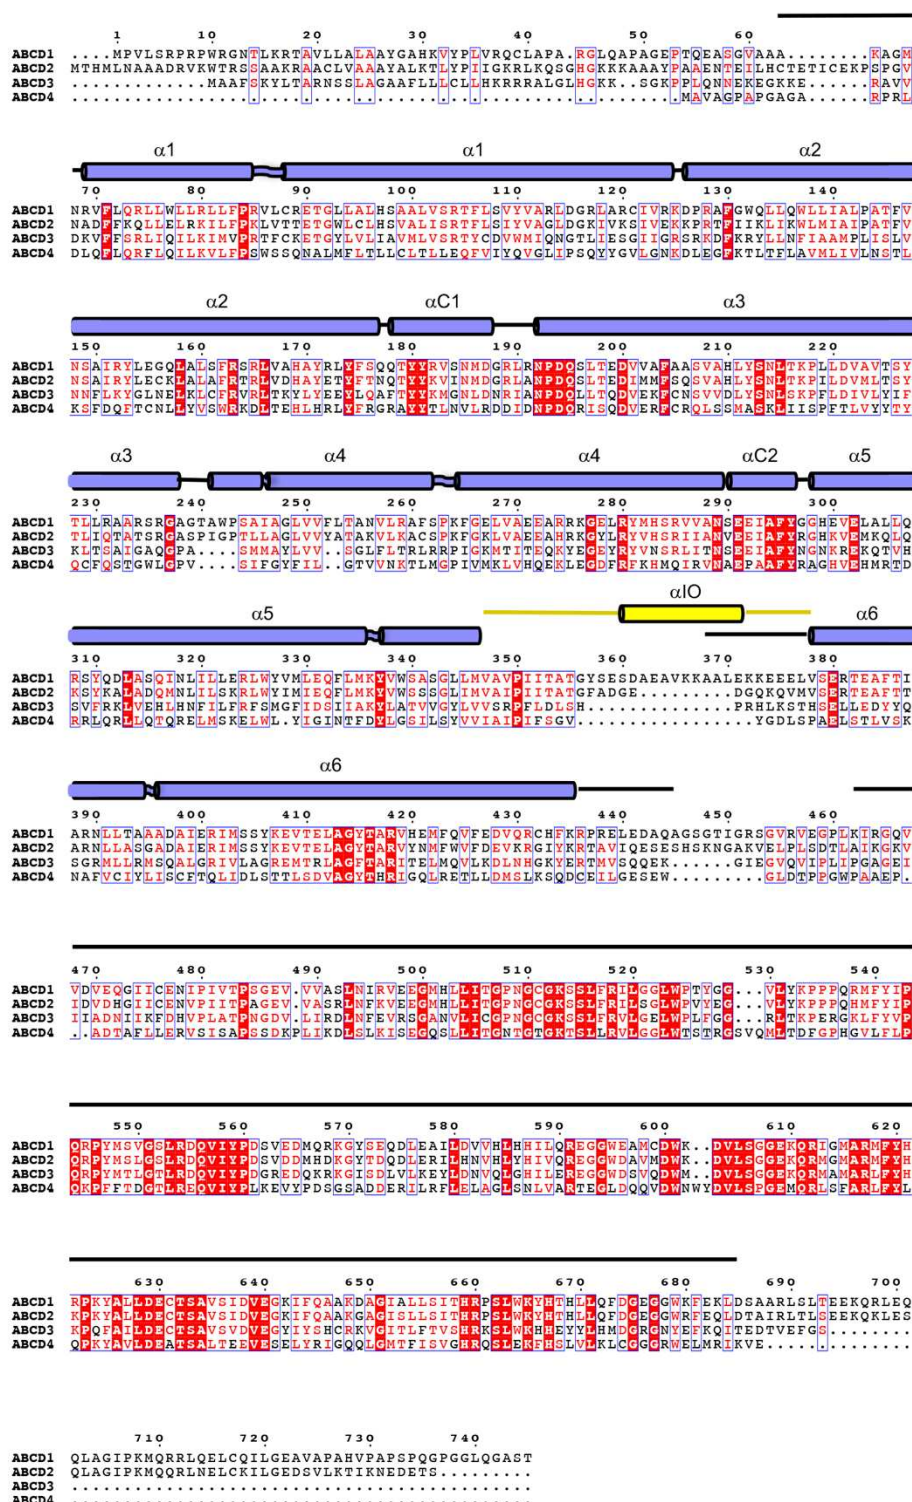 1 10 20 30 40 50 60
ABCD1 ....MPVLSRPRPWRGNTLKRTAVLLALAAYGAHKVYPLVRQCLAPA.RGLQAPAGEPTQEASGVAAA........KAGM
ABCD2 MTHMLNAAADRVKWTRSSAAKRAACLVAAAYALKTLYPIIGKRLKQSGHGKKKAAAYPAAENTEILHCTETICEKPSPGV
ABCD3 .............MAAFSKYLTARNSSLAGAAFLLLCLLHKRRRALGLHGKK..SGKPPLQNNEKEGKKE......RAVV
ABCD4 ..........................................................MAVAGPAPGAGA......RPRL
α1 α1 α2
70 80 90 100 110 120 130 140
ABCD1 NRVFLQRLLWLLRLLFPRVLCRETGLLALHSAALVSRTFLSVYVARLDGRLARCIVRKDPRAFGWQLLQWLLIALPATFV
ABCD2 NADFFKQLLELRKILFPKLVTTETGWLCLHSVALISRTFLSIYVAGLDGKIVKSIVEKKPRTFIIKLIKWLMIAIPATFV
ABCD3 DKVFFSRLIQILKIMVPRTFCKETGYLVLIAVMLVSRTYCDVWMIQNGTLIESGIIGRSRKDFKRYLLNFIAAMPLISLV
ABCD4 DLQFLQRFLQILKVLFPSWSSQNALMFLTLLCLTLLEQFVIYQVGLIPSQYYGVLGNKDLEGFKTLTFLAVMLIVLNSTL
α2 αC1 α3
150 160 170 180 190 200 210 220
ABCD1 NSAIRYLEGQLALSFRSRLVAHAYRLYFSQQTYYRVSNMDGRLRNPDQSLTEDVVAFAASVAHLYSNLTKPLLDVAVTSY
ABCD2 NSAIRYLECKLALAFRTRLVDHAYETYFTNQTYYKVINMDGRLANPDQSLTEDIMMFSQSVAHLYSNLTKPILDVMLTSY
ABCD3 NNFLKYGLNELKLCFRVRLTKYLYEEYLQAFTYYKMGNLDNRIANPDQLLTQDVEKFCNSVVDLYSNLSKPFLDIVLYIF
ABCD4 KSFDQFTCNLLYVSWRKDLTEHLHRLYFRGRAYYTLNVLRDDIDNPDQRISQDVERFCRQLSSMASKLIISPFTLVYYTY
α3 α4 α4 αC2 α5
230 240 250 260 270 280 290 300
ABCD1 TLLRAARSRGAGTAWPSAIAGLVVFLTANVLRAFSPKFGELVAEEARRKGELRYMHSRVVANSEEIAFYGGHEVELALLQ
ABCD2 TLIQTATSRGASPIGPTLLAGLVVYATAKVLKACSPKFGKLVAEEAHRKGYLRYVHSRIIANVEEIAFYRGHKVEMKQLQ
ABCD3 KLTSAIGAQGPA....SMMAYLVV..SGLFLTRLRRPIGKMTITEQKYEGEYRYVNSRLITNSEEIAFYNGNKREKQTVH
ABCD4 QCFQSTGWLGPV....SIFGYFIL..GTVVNKTLMGPIVMKLVHQEKLEGDFRFKHMQIRVNAEPAAFYRAGHVEHMRTD
αIO
α5 α6
310 320 330 340 350 360 370 380
ABCD1 RSYQDLASQINLILLERLWYVMLEQFLMKYVWSASGLLMVAVPIITATGYSESDAEAVKKAALEKKEEELVSERTEAFTI
ABCD2 KSYKALADQMNLILSKRLWYIMIEQFLMKYVWSSSGLIMVAIPIITATGFADGE.....DGQKQVMVSERTEAFTT
ABCD3 SVFRKLVEHLHNFILFRFSMGFIDSIIAKYLATVVGYLVVSRPFLDLSH..........PRHLKSTHSELLEDYYQ
ABCD4 RRLQRLLQTQRELMSKELWL.YIGINTFDYLGSILSYVVIAIPIFSGV..............YGDLSPAELSTLVSK
α6
390 400 410 420 430 440 450 460
ABCD1 ARNLLTAAADAIERIMSSYKEVTELAGYTARVHEMFQVFEDVQRCHFKRPRELEDAQAGSGTIGRSGVRVEGPLKIRGQV
ABCD2 ARNLLASGADAIERIMSSYKEVTELAGYTARVYNMFWVFDEVKRGIYKRTAVIQESESHSKNGAKVELPLSDTLAIKGKV
ABCD3 SGRMLLRMSQALGRIVLAGREMTRLAGFTARITELMQVLKDLNHGKYERTMVSQQEK......GIEGVQVIPLIPGAGEI
ABCD4 NAFVCIYLISCFTQLIDLSTTLSDVAGYTHRIGQLRETLLDMSLKSQDCEILGESEW.......GLDTPPGWPAAEP.
470 480 490 500 510 520 530 540
ABCD1 VDVEQGIICENIPIVTPSGEV.VVASLNIRVEEGMHLLITGPNGCGKSSLFRILGGLWPTYGG..VLYKPPPQRMFYIP
ABCD2 IDVDHGIICENVPIITPAGEV.VASRLNFKVEEGMHLLITGPNGCGKSSLFRILSGLWPVYEG..VLYKPPPQHMFYIP
ABCD3 IIADNIIKFDHVPLATPNGDV.LIRDLNFEVRSGANVLICGPNGCGKSSLFRVLGELWPLFGG..RLTKPERGKLFYVP
ABCD4 ..ADTAFLLERVSISAPSSDKPLIKDLSLKISEGQSLLITGNTGTGKTSLLRVLGGLWTSTRGSVQMLTDFGPHGVLFLP
550 560 570 580 590 600 610 620
ABCD1 QRPYMSVGSLRDQVIYPDSVEDMQRKGYSEQDLEAILDVVHLHHILQREGGWEAMCDWK..DVLSGGEKQRIGMARMFYH
ABCD2 QRPYMSLGSLRDQVIYPDSVDDMHDKGYTDQDLERILHNVHLYHIVQREGGWDAVMDWK..DVLSGGEKQRMGMARMFYH
ABCD3 QRPYMTLGTLRDQVIYPDGREDQKRKGISDLVLKEYLDNVQLGHILEREGGWDSVQDWM..DVLSGGEKQRMAMARLFYH
ABCD4 QKPFFTDGTLREQVIYPLKEVYPDSGSADDERILRFLELAGLSNLVARTEGLDQQVDWNWYDVLSPGEMQRLSFARLFYL
630 640 650 660 670 680 690 700
ABCD1 RPKYALLDECTSAVSIDVEGKIFQAAKDAGIALLSITHRPSLWKYHTHLLQFDGEGGWKFEKLDSAARLSLTEEKQRLEQ
ABCD2 KPKYALLDECTSAVSIDVEGKIFQAAKGAGISLLSITHRPSLWKYHTHLLQFDGEGGWRFEQLDTAIRLTLSEEKQKLES
ABCD3 KPQFAILDECTSAVSVDVEGYIYSHCRKVGITLFTVSHRKSLWKHHEYYLHMDGRGNYEFKQITEDTVEFGS........
ABCD4 QPKYAVLDEATSALTEEVESELYRIGQQLGMTFISVGHRQSLEKFHSLVLKLCGGGRWELMRIKVE..............
710 720 730 740
ABCD1 QLAGIPKMQRRLQELCQILGEAVAPAHVPAPSPQGPGGLQGAST
ABCD2 QLAGIPKMQQRLNELCKILGEDSVLKTIKNEDETS.........
ABCD3 ............................................
ABCD4 ............................................